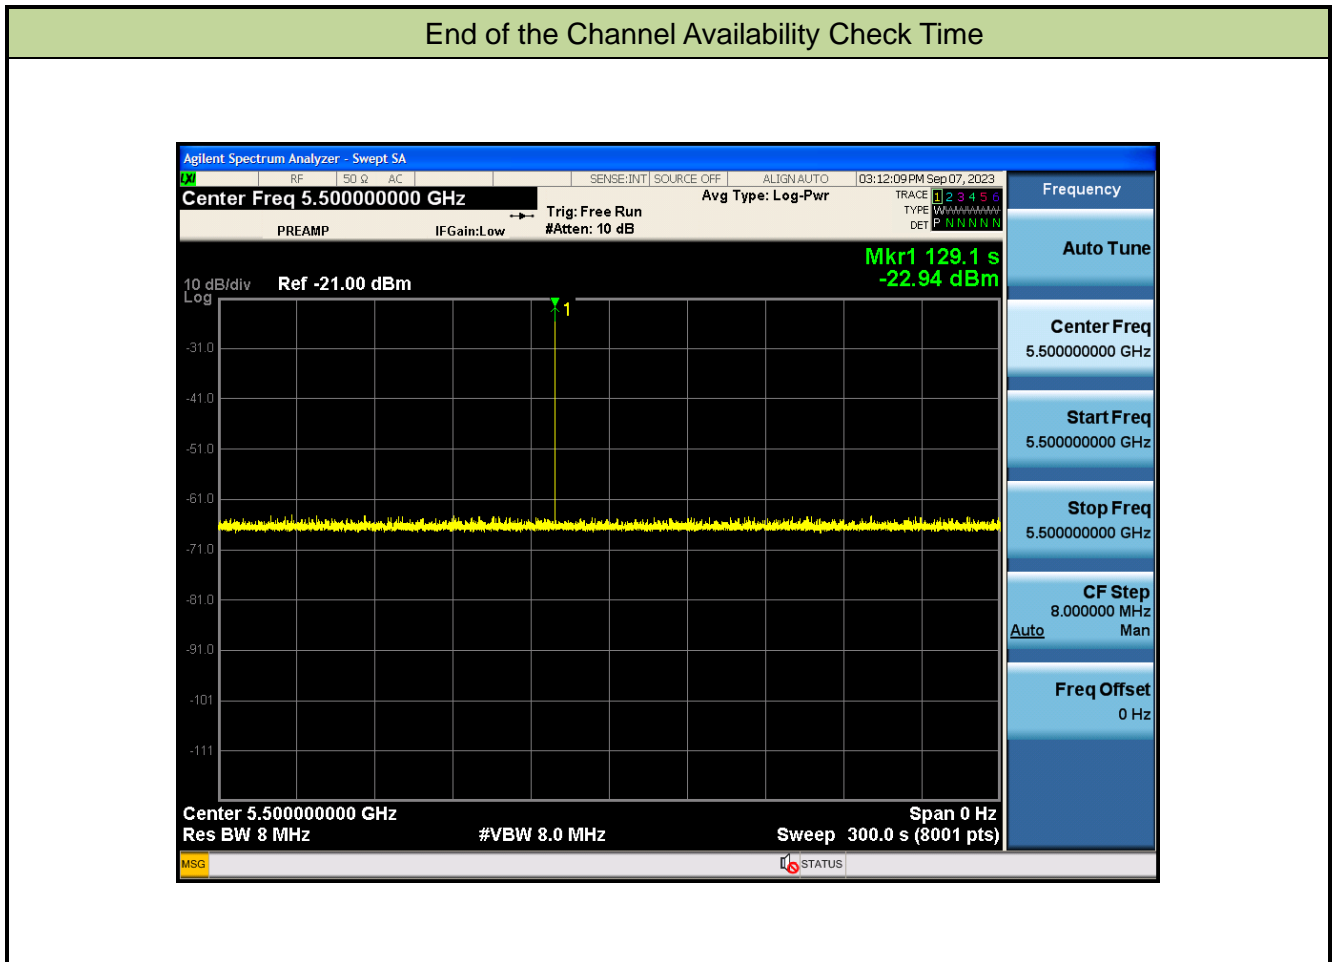 End of the Channel Availability Check Time
Agilent Spectrum Analyzer - Swept SA
LXI RF 50 Ω AC SENSE:INT SOURCE OFF ALIGN AUTO 03:12:09 PM Sep 07, 2023
Center Freq 5.500000000 GHz
Avg Type: Log-Pwr
Trig: Free Run
PREAMP IFGain:Low #Atten: 10 dB
TRACE 1 2 3 4 5 6
TYPE WWWWWW
DET P N N N N N
Mkr1 129.1 s
-22.94 dBm
10 dB/div Ref -21.00 dBm
Log
1
-31.0
-41.0
-51.0
-61.0
-71.0
-81.0
-91.0
-101
-111
Center 5.500000000 GHz Span 0 Hz
Res BW 8 MHz #VBW 8.0 MHz Sweep 300.0 s (8001 pts)
MSG STATUS
Frequency
Auto Tune
Center Freq
5.500000000 GHz
Start Freq
5.500000000 GHz
Stop Freq
5.500000000 GHz
CF Step
8.000000 MHz
Auto Man
Freq Offset
0 Hz